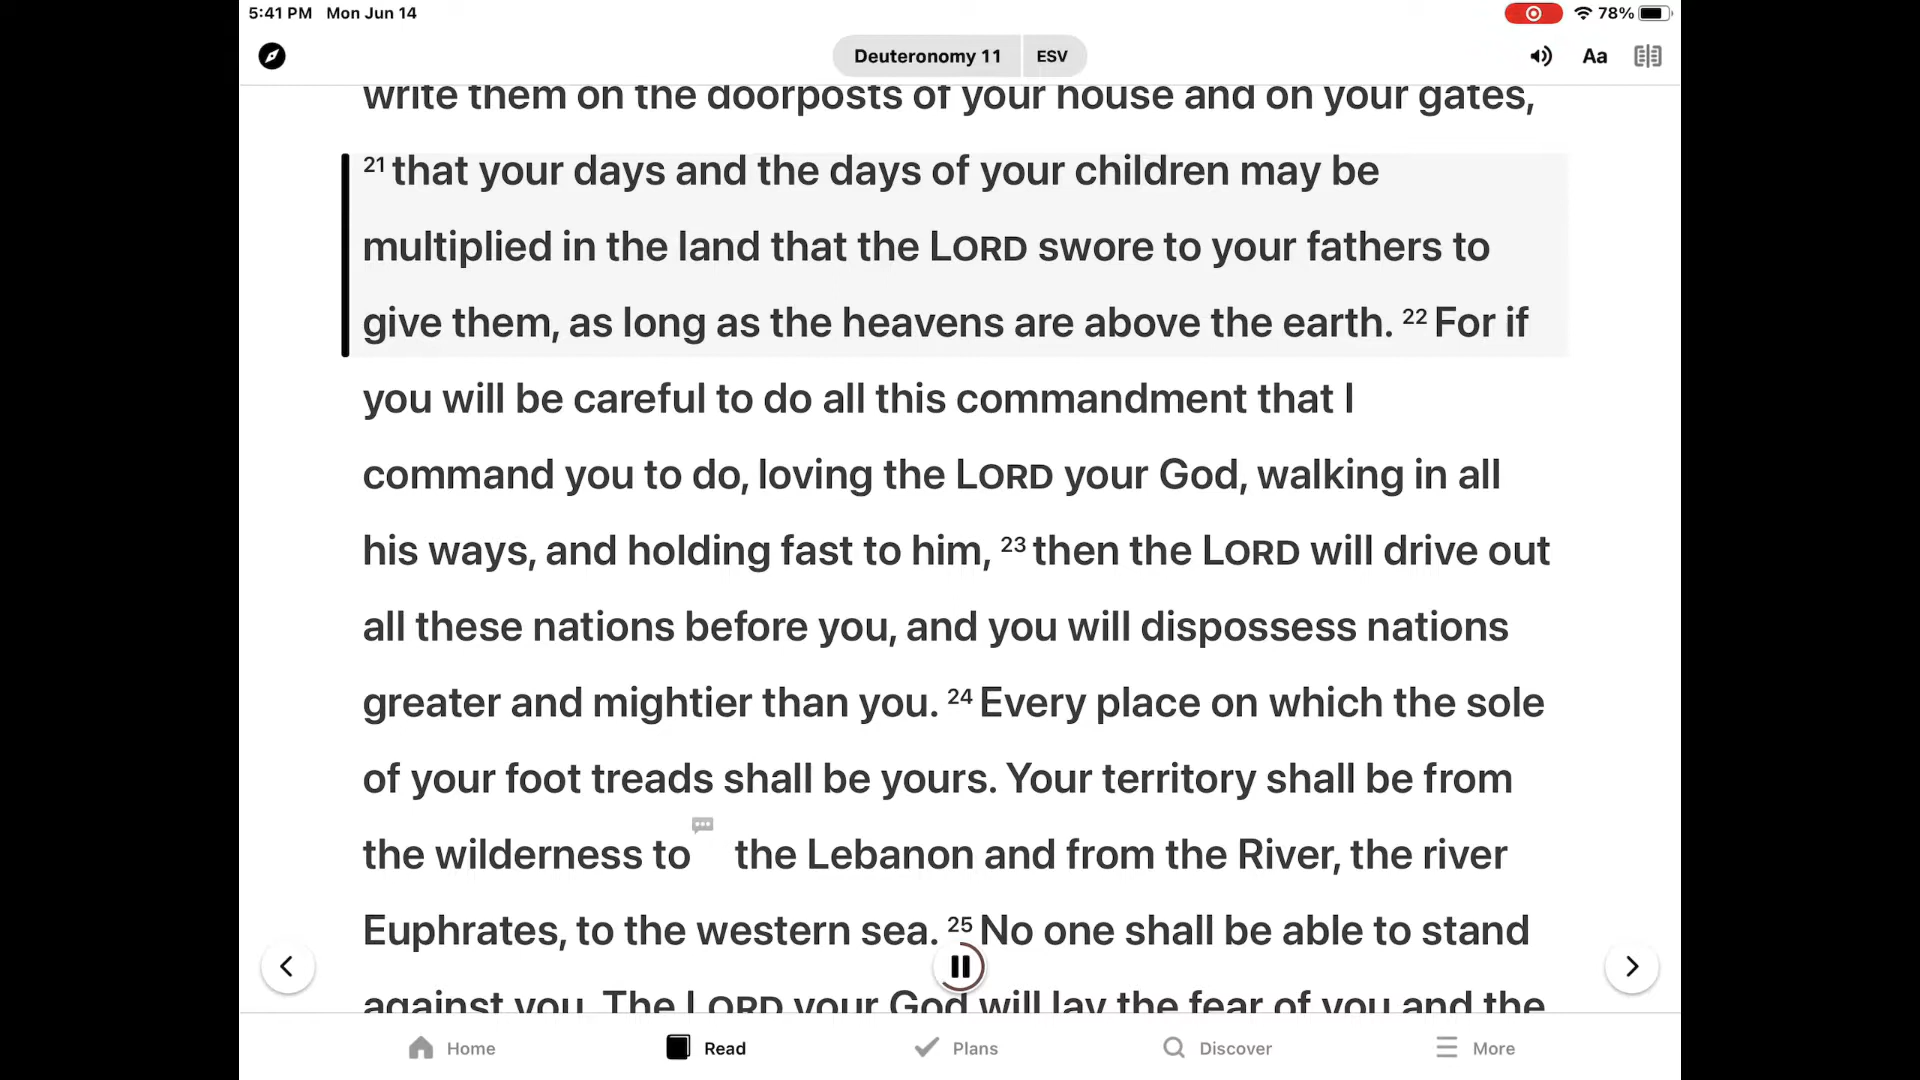 5:41 PM Mon Jun 14
78%
Deuteronomy 11 ESV
Aa
write them on the doorposts of your house and on your gates,
21 that your days and the days of your children may be
multiplied in the land that the LORD swore to your fathers to
give them, as long as the heavens are above the earth. 22 For if
you will be careful to do all this commandment that I
command you to do, loving the LORD your God, walking in all
his ways, and holding fast to him, 23 then the LORD will drive out
all these nations before you, and you will dispossess nations
greater and mightier than you. 24 Every place on which the sole
of your foot treads shall be yours. Your territory shall be from
the wilderness to the Lebanon and from the River, the river
Euphrates, to the western sea. 25 No one shall be able to stand
against you. The LORD your God will lay the fear of you and the
Home Read Plans Discover More